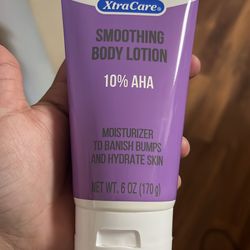 XtraCare®
SMOOTHING
BODY LOTION
10% AHA
MOISTURIZER
TO BANISH BUMPS
AND HYDRATE SKIN
NET WT. 6 OZ (170 g)